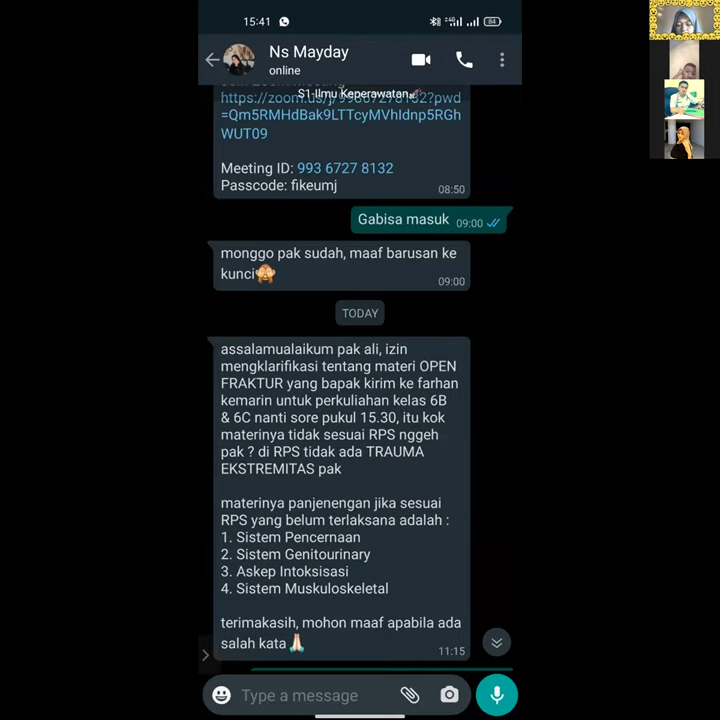 15:41
84
Ns Mayday
online
S1-Ilmu Keperawatan
https://zoom.us/j/99367278132?pwd
=Qm5RMHdBak9LTTcyMVhIdnp5RGh
WUT09
Meeting ID: 993 6727 8132
Passcode: fikeumj
08:50
Gabisa masuk 09:00
monggo pak sudah, maaf barusan ke
kunci🙈
09:00
TODAY
assalamualaikum pak ali, izin
mengklarifikasi tentang materi OPEN
FRAKTUR yang bapak kirim ke farhan
kemarin untuk perkuliahan kelas 6B
& 6C nanti sore pukul 15.30, itu kok
materinya tidak sesuai RPS nggeh
pak ? di RPS tidak ada TRAUMA
EKSTREMITAS pak
materinya panjenengan jika sesuai
RPS yang belum terlaksana adalah :
1. Sistem Pencernaan
2. Sistem Genitourinary
3. Askep Intoksisasi
4. Sistem Muskuloskeletal
terimakasih, mohon maaf apabila ada
salah kata🙏🏻
11:15
Type a message